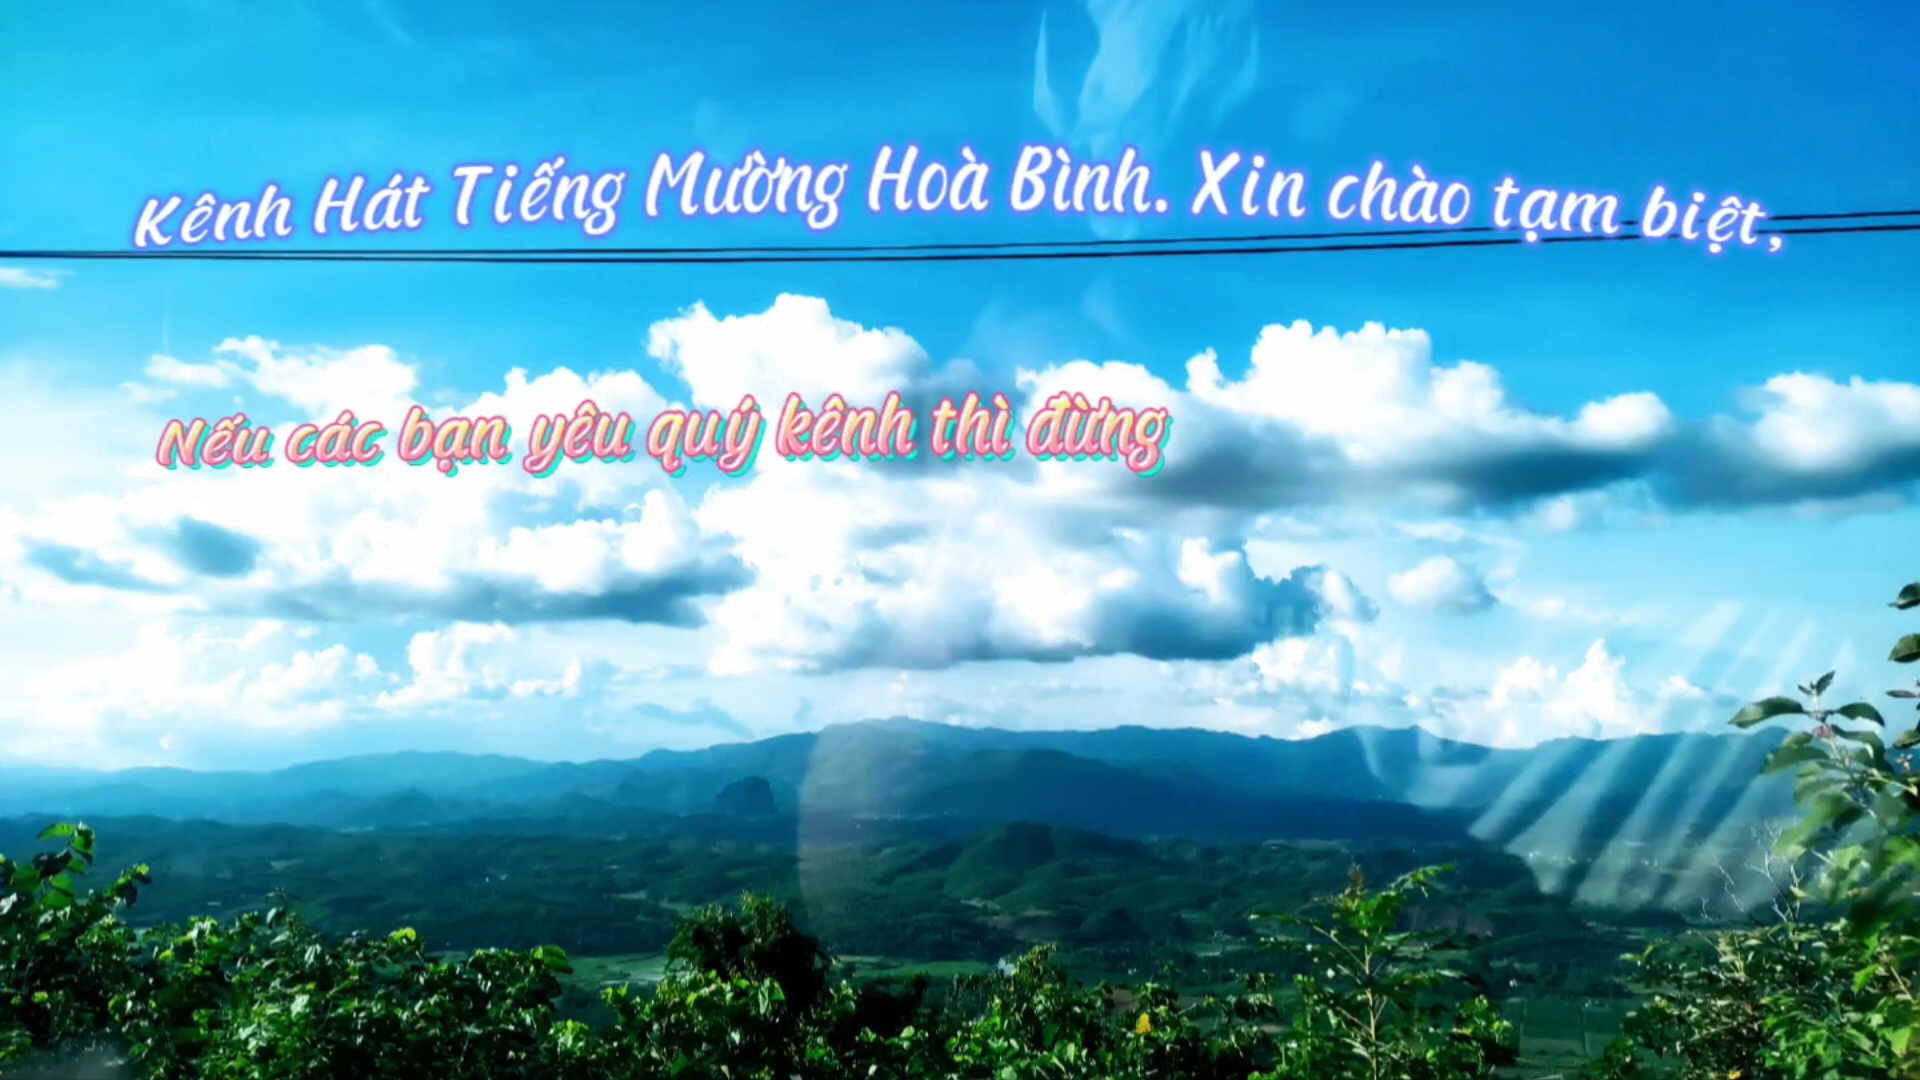 Kênh Hát Tiếng Mường Hoà Bình. Xin chào tạm biệt,
Nếu các bạn yêu quý kênh thì đừng